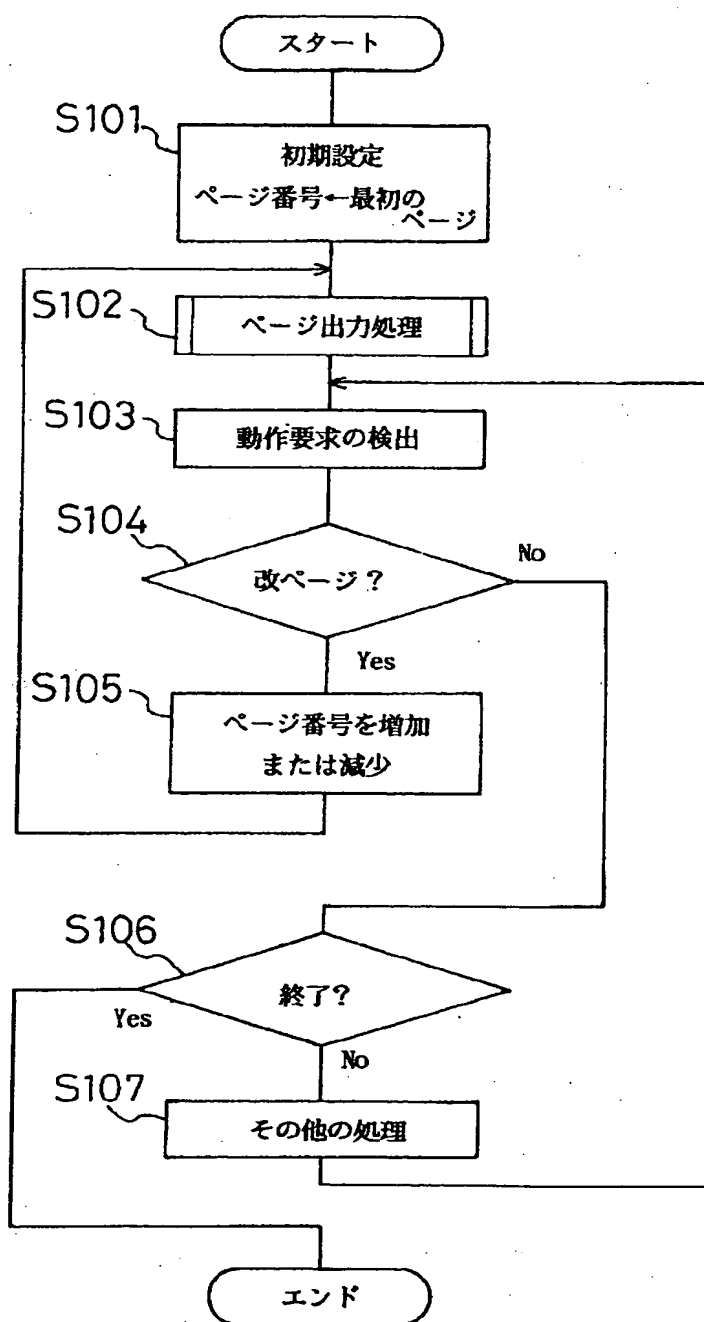 スタート
S101
初期設定
ページ番号←最初の
ページ
S102
ページ出力処理
S103
動作要求の検出
S104
改ページ?
No
Yes
S105
ページ番号を増加
または減少
S106
終了?
Yes
No
S107
その他の処理
エンド